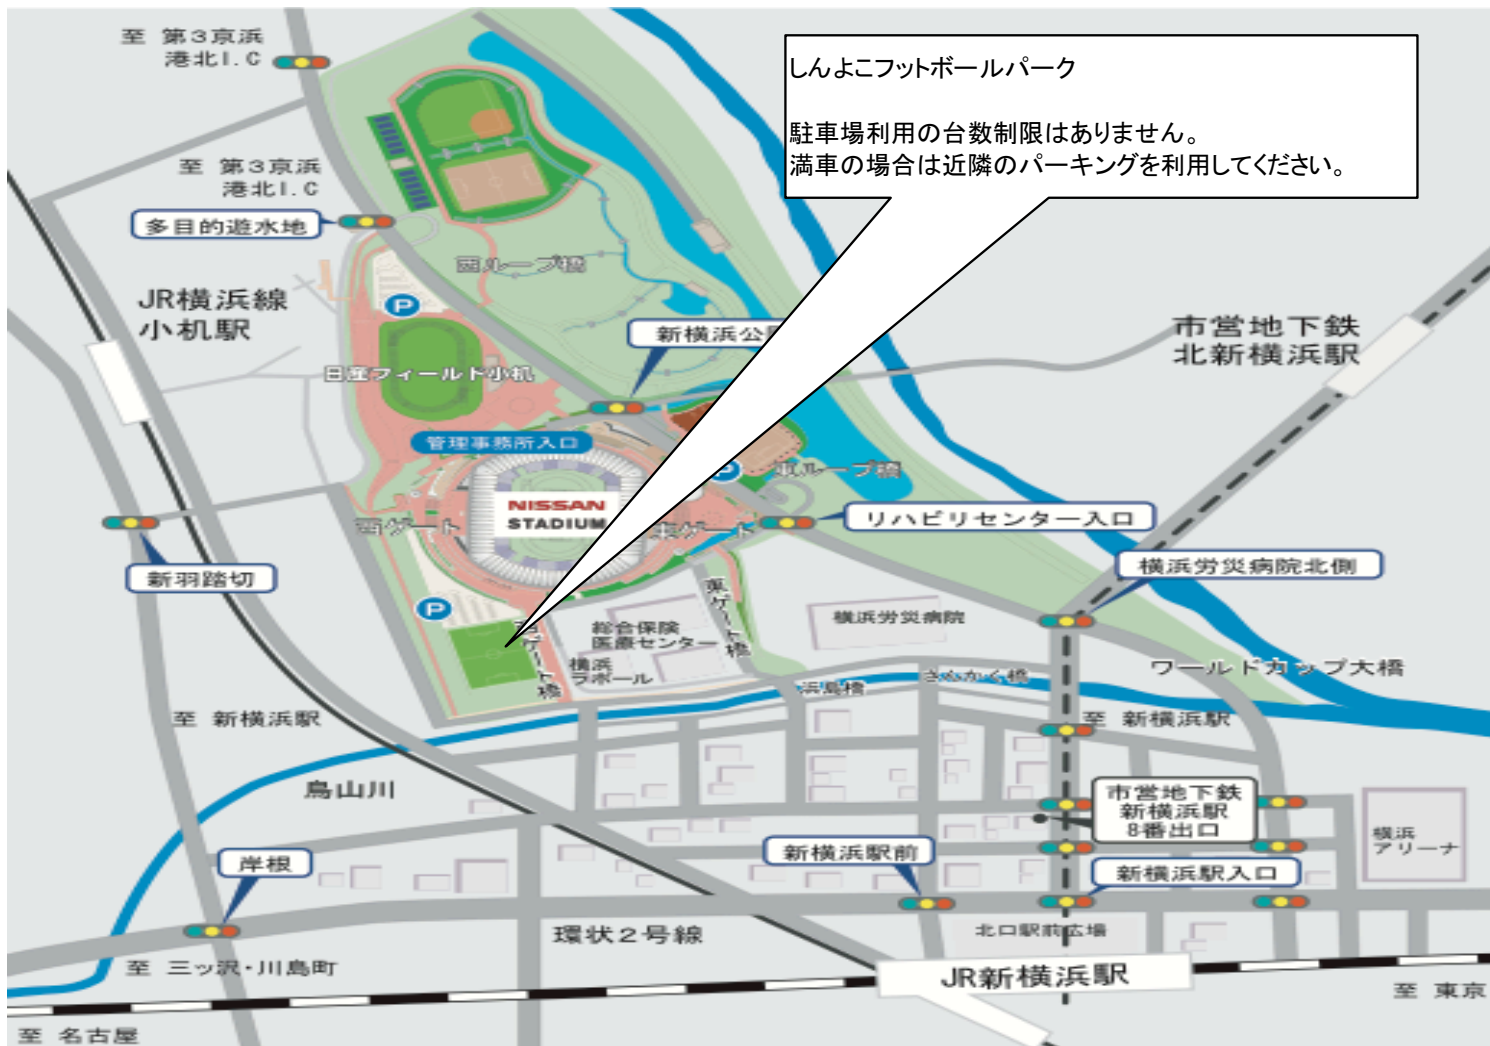 至 第3京浜
港北I.C
しんよこフットボールパーク
駐車場利用の台数制限はありません。
満車の場合は近隣のパーキングを利用してください。
至 第3京浜
港北I.C
多目的遊水地
西ループ橋
JR横浜線
小机駅
P
新横浜公
市営地下鉄
北新横浜駅
日産フィールド小机
管理事務所入口
P
東ループ橋
NISSAN
STADIUM
西ゲート
東ゲート
リハビリセンター入口
新羽踏切
横浜労災病院北側
P
東ゲート橋
西ゲート橋
総合保険
医療センター
横浜労災病院
横浜
ラポール
ワールドカップ大橋
浜鳥橋
さんかく橋
至 新横浜駅
至 新横浜駅
鳥山川
市営地下鉄
新横浜駅
8番出口
横浜
アリーナ
岸根
新横浜駅前
新横浜駅入口
環状2号線
北口駅前広場
至 三ッ沢・川島町
JR新横浜駅
至 東京
至 名古屋